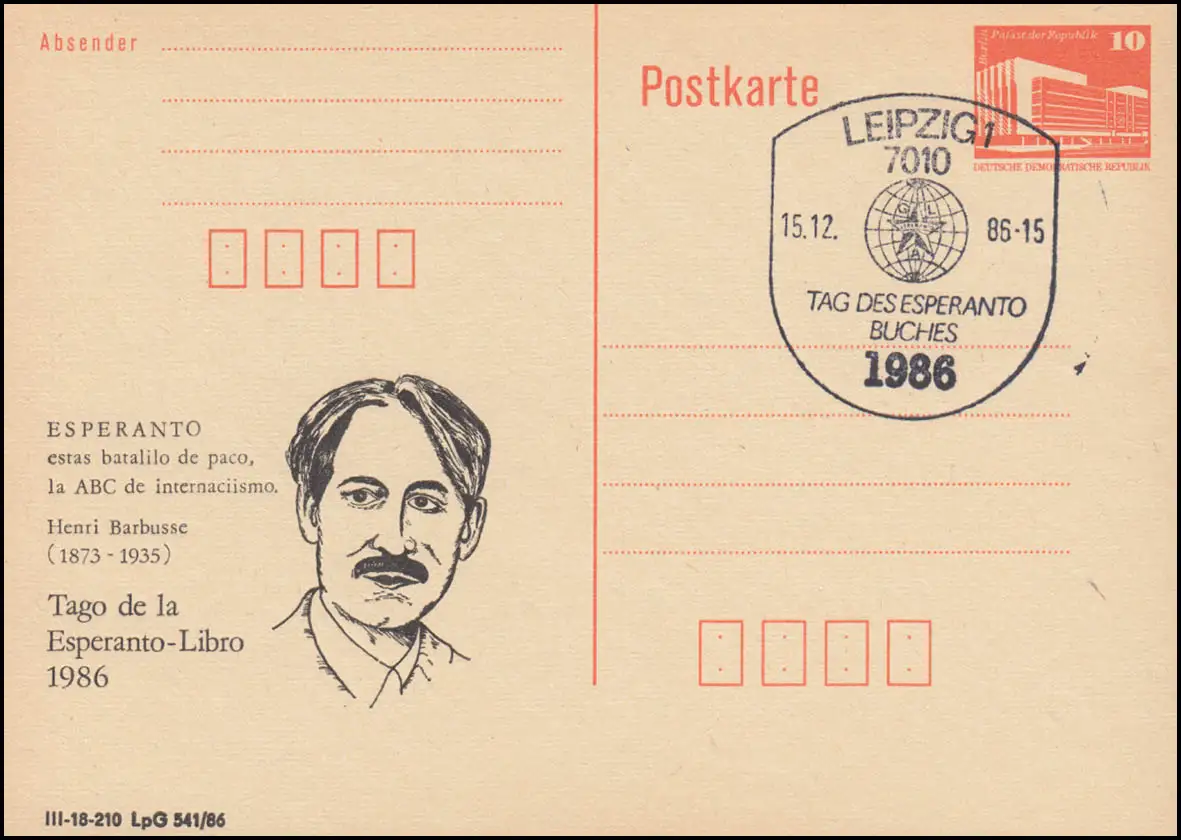 Absender
ESPERANTO
estas batalilo de paco,
la ABC de internaciismo.
Henri Barbusse
(1873 - 1935)
Tago de la
Esperanto-Libro
1986
III-18-210 LpG 541/86
Postkarte
Berlin
Palast der Republik
10
DEUTSCHE DEMOKRATISCHE REPUBLIK
LEIPZIG 1
7010
15.12.
86-15
TAG DES ESPERANTO
BUCHES
1986